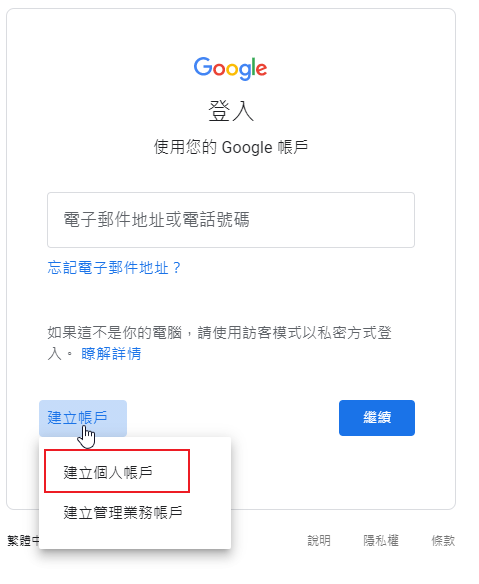 Google
登入
使用您的 Google 帳戶
電子郵件地址或電話號碼
忘記電子郵件地址？
如果這不是你的電腦，請使用訪客模式以私密方式登
入。 瞭解詳情
建立帳戶
繼續
建立個人帳戶
建立管理業務帳戶
繁體
說明
隱私權
條款